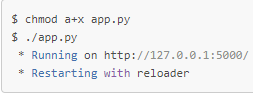 $ chmod a+x app.py
$ ./app.py
* Running on http://127.0.0.1:5000/
* Restarting with reloader